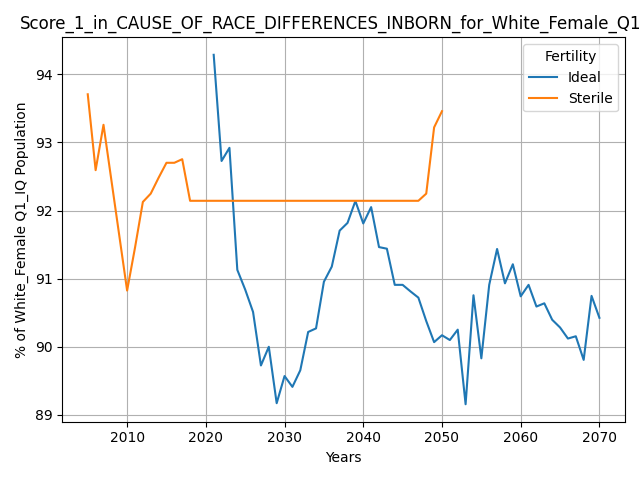 Score_1_in_CAUSE_OF_RACE_DIFFERENCES_INBORN_for_White_Female_Q1
94
93
92
91
90
89
% of White_Female Q1_IQ Population
Fertility
Ideal
Sterile
2010 2020 2030 2040 2050 2060 2070
Years